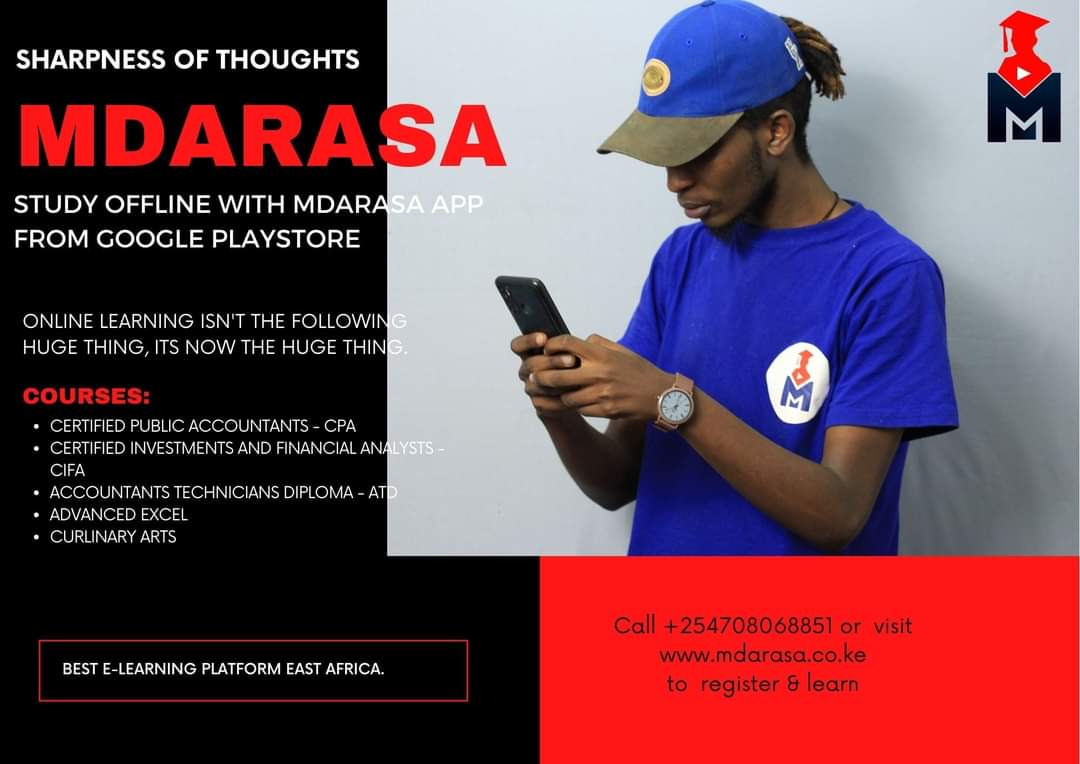 SHARPNESS OF THOUGHTS
MDARASA
STUDY OFFLINE WITH MDARASA APP
FROM GOOGLE PLAYSTORE
ONLINE LEARNING ISN'T THE FOLLOWING
HUGE THING, ITS NOW THE HUGE THING.
COURSES:
• CERTIFIED PUBLIC ACCOUNTANTS - CPA
• CERTIFIED INVESTMENTS AND FINANCIAL ANALYSTS -
CIFA
• ACCOUNTANTS TECHNICIANS DIPLOMA - ATD
• ADVANCED EXCEL
• CURLINARY ARTS
BEST E-LEARNING PLATFORM EAST AFRICA.
Call +254708068851 or visit
www.mdarasa.co.ke
to register & learn
M
M
M